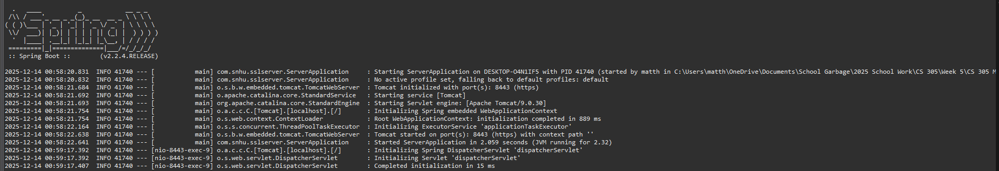 .   ____          _            __ _ _
 /\\ / ___'_ __ _ _(_)_ __  __ _ \ \ \ \
( ( )\___ | '_ | '_| | '_ \/ _` | \ \ \ \
 \\/  ___)| |_)| | | | | || (_| |  ) ) ) )
  '  |____| .__|_| |_|_| |_\__, | / / / /
 =========|_|==============|___/=/_/_/_/
 :: Spring Boot ::        (v2.2.4.RELEASE)
2025-12-14 00:58:20.831  INFO 41740 --- [           main] com.snhu.sslserver.ServerApplication     : Starting ServerApplication on DESKTOP-O4N1IF5 with PID 41740 (started by matth in C:\Users\matth\OneDrive\Documents\School Garbage\2025 School Work\CS 305\Week 5\CS 305 M
2025-12-14 00:58:20.832  INFO 41740 --- [           main] com.snhu.sslserver.ServerApplication     : No active profile set, falling back to default profiles: default
2025-12-14 00:58:21.684  INFO 41740 --- [           main] o.s.b.w.embedded.tomcat.TomcatWebServer  : Tomcat initialized with port(s): 8443 (https)
2025-12-14 00:58:21.692  INFO 41740 --- [           main] o.apache.catalina.core.StandardService   : Starting service [Tomcat]
2025-12-14 00:58:21.693  INFO 41740 --- [           main] org.apache.catalina.core.StandardEngine  : Starting Servlet engine: [Apache Tomcat/9.0.30]
2025-12-14 00:58:21.754  INFO 41740 --- [           main] o.a.c.c.C.[Tomcat].[localhost].[/]       : Initializing Spring embedded WebApplicationContext
2025-12-14 00:58:21.754  INFO 41740 --- [           main] o.s.web.context.ContextLoader            : Root WebApplicationContext: initialization completed in 889 ms
2025-12-14 00:58:22.164  INFO 41740 --- [           main] o.s.s.concurrent.ThreadPoolTaskExecutor  : Initializing ExecutorService 'applicationTaskExecutor'
2025-12-14 00:58:22.638  INFO 41740 --- [           main] o.s.b.w.embedded.tomcat.TomcatWebServer  : Tomcat started on port(s): 8443 (https) with context path ''
2025-12-14 00:58:22.641  INFO 41740 --- [           main] com.snhu.sslserver.ServerApplication     : Started ServerApplication in 2.059 seconds (JVM running for 2.32)
2025-12-14 00:59:17.392  INFO 41740 --- [nio-8443-exec-9] o.a.c.c.C.[Tomcat].[localhost].[/]       : Initializing Spring DispatcherServlet 'dispatcherServlet'
2025-12-14 00:59:17.392  INFO 41740 --- [nio-8443-exec-9] o.s.web.servlet.DispatcherServlet        : Initializing Servlet 'dispatcherServlet'
2025-12-14 00:59:17.407  INFO 41740 --- [nio-8443-exec-9] o.s.web.servlet.DispatcherServlet        : Completed initialization in 15 ms